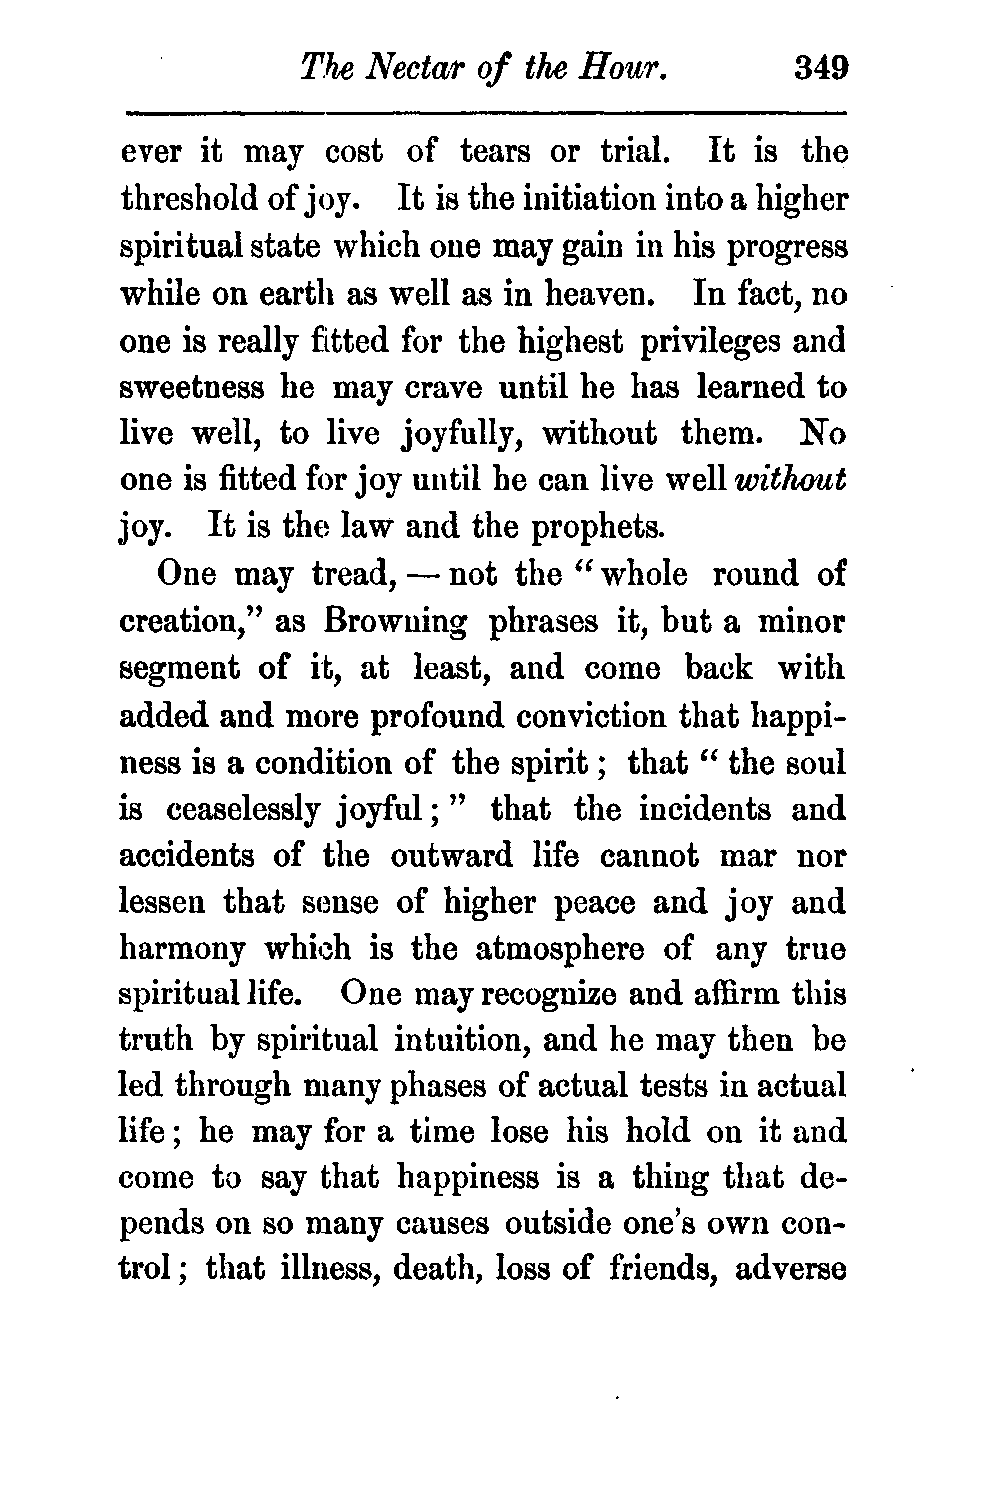 The Nectar of the Hour. 349
ever it may cost of tears or trial. It is the
threshold of joy. It is the initiation into a higher
spiritual state which one may gain in his progress
while on earth as well as in heaven. In fact, no
one is really fitted for the highest privileges and
sweetness he may crave until he has learned to
live well, to live joyfully, without them. No
one is fitted for joy until he can live well without
joy. It is the law and the prophets.
One may tread, — not the “ whole round of
creation,” as Browning phrases it, but a minor
segment of it, at least, and come back with
added and more profound conviction that happi-
ness is a condition of the spirit ; that “ the soul
is ceaselessly joyful ; ” that the incidents and
accidents of the outward life cannot mar nor
lessen that sense of higher peace and joy and
harmony which is the atmosphere of any true
spiritual life. One may recognize and affirm this
truth by spiritual intuition, and he may then be
led through many phases of actual tests in actual
life ; he may for a time lose his hold on it and
come to say that happiness is a thing that de-
pends on so many causes outside one's own con-
trol ; that illness, death, loss of friends, adverse